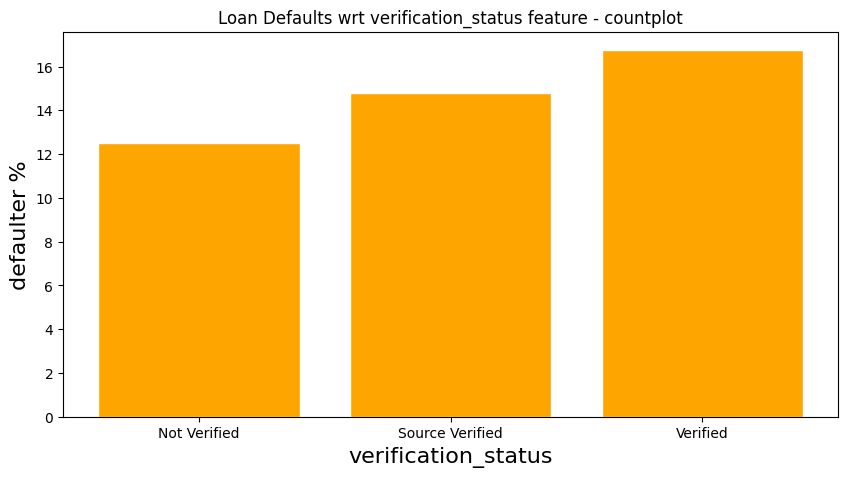 Loan Defaults wrt verification_status feature - countplot
defaulter %
16
14
12
10
8
6
4
2
0
Not Verified
Source Verified
Verified
verification_status